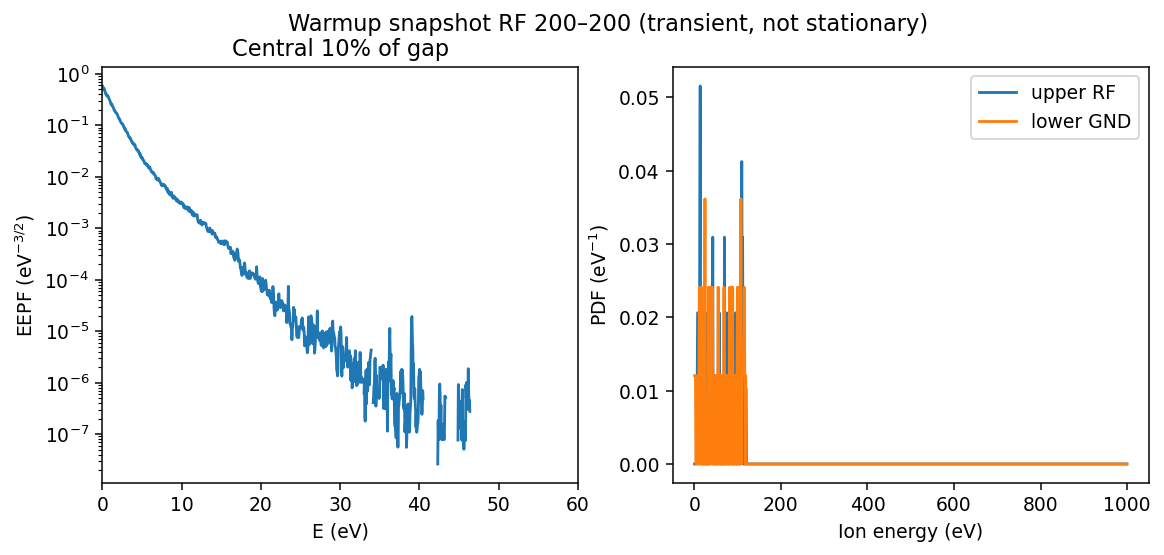 Warmup snapshot RF 200–200 (transient, not stationary)
Central 10% of gap
10⁰
10⁻¹
10⁻²
10⁻³
10⁻⁴
10⁻⁵
10⁻⁶
10⁻⁷
EEPF (eV⁻³ᐟ²)
0 10 20 30 40 50 60
E (eV)
upper RF
lower GND
0.05
0.04
0.03
0.02
0.01
0.00
PDF (eV⁻¹)
0 200 400 600 800 1000
Ion energy (eV)